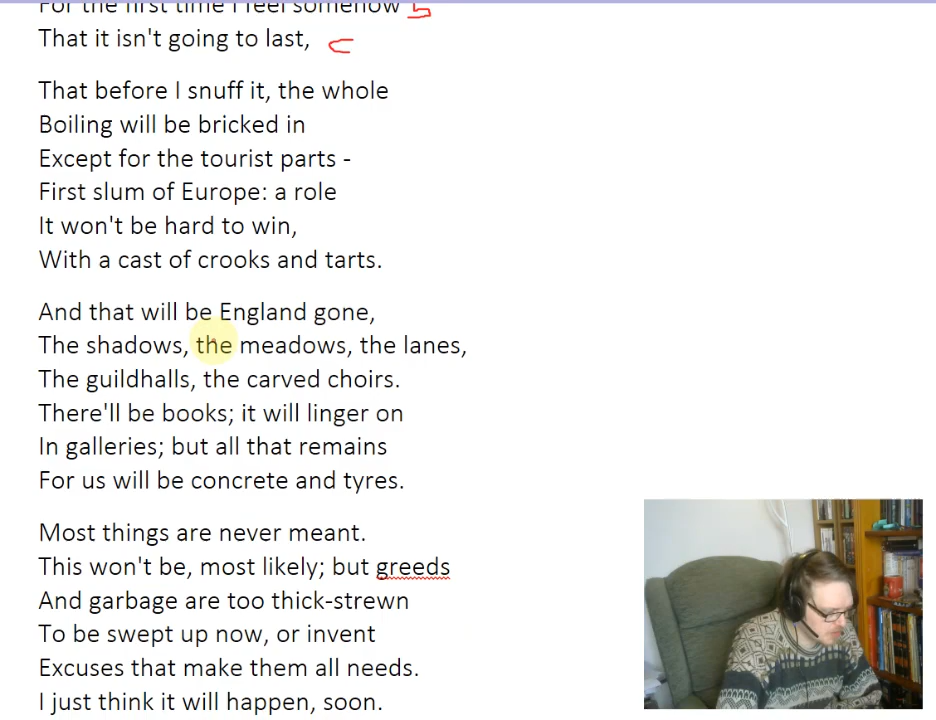 For the first time I feel somehow
That it isn't going to last,
That before I snuff it, the whole
Boiling will be bricked in
Except for the tourist parts -
First slum of Europe: a role
It won't be hard to win,
With a cast of crooks and tarts.
And that will be England gone,
The shadows, the meadows, the lanes,
The guildhalls, the carved choirs.
There'll be books; it will linger on
In galleries; but all that remains
For us will be concrete and tyres.
Most things are never meant.
This won't be, most likely; but greeds
And garbage are too thick-strewn
To be swept up now, or invent
Excuses that make them all needs.
I just think it will happen, soon.